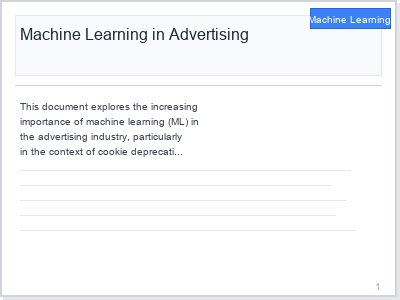 Machine Learning
Machine Learning in Advertising
This document explores the increasing
importance of machine learning (ML) in
the advertising industry, particularly
in the context of cookie deprecati...
1